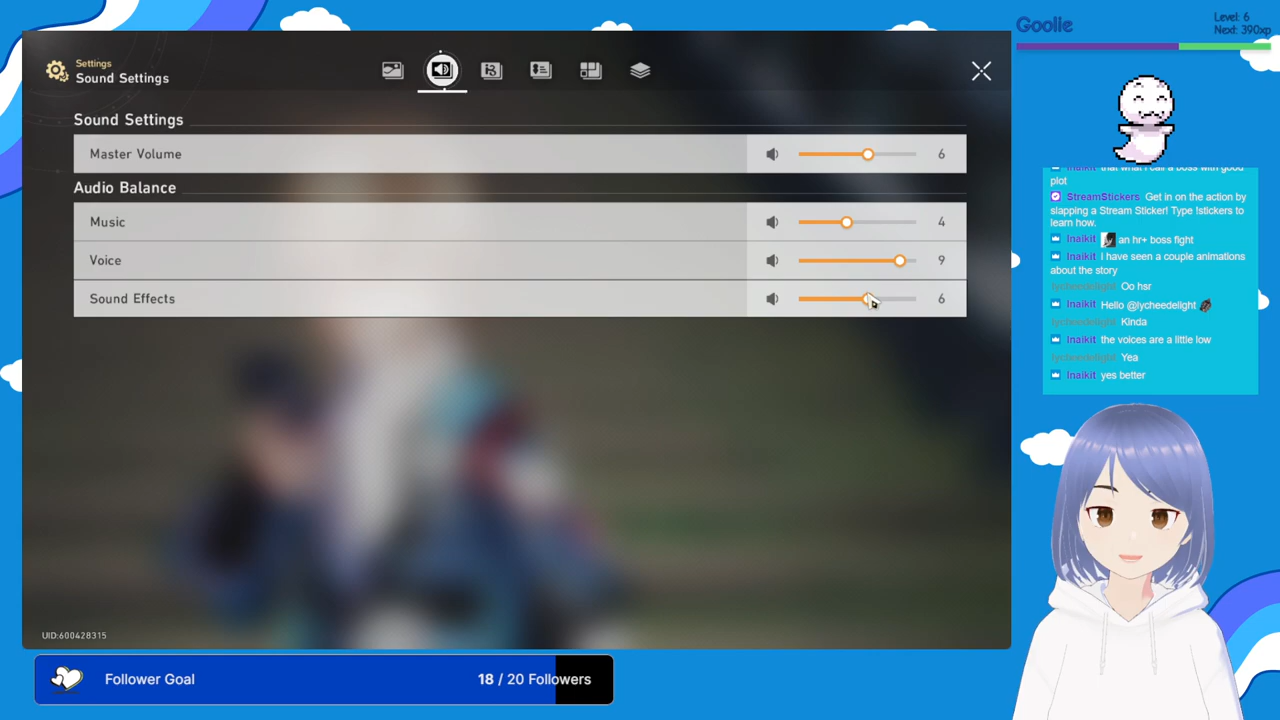 Settings
Sound Settings
Sound Settings
Master Volume 6
Audio Balance
Music 4
Voice 9
Sound Effects 6
UID:600428315
Follower Goal 18 / 20 Followers
Goolie
Level: 6
Next: 390xp
Inaikit that what I call a boss with good
plot
StreamStickers Get in on the action by
slapping a Stream Sticker! Type !stickers to
learn how.
Inaikit an hr+ boss fight
Inaikit I have seen a couple animations
about the story
lycheedelight Oo hsr
Inaikit Hello @lycheedelight
lycheedelight Kinda
Inaikit the voices are a little low
lycheedelight Yea
Inaikit yes better